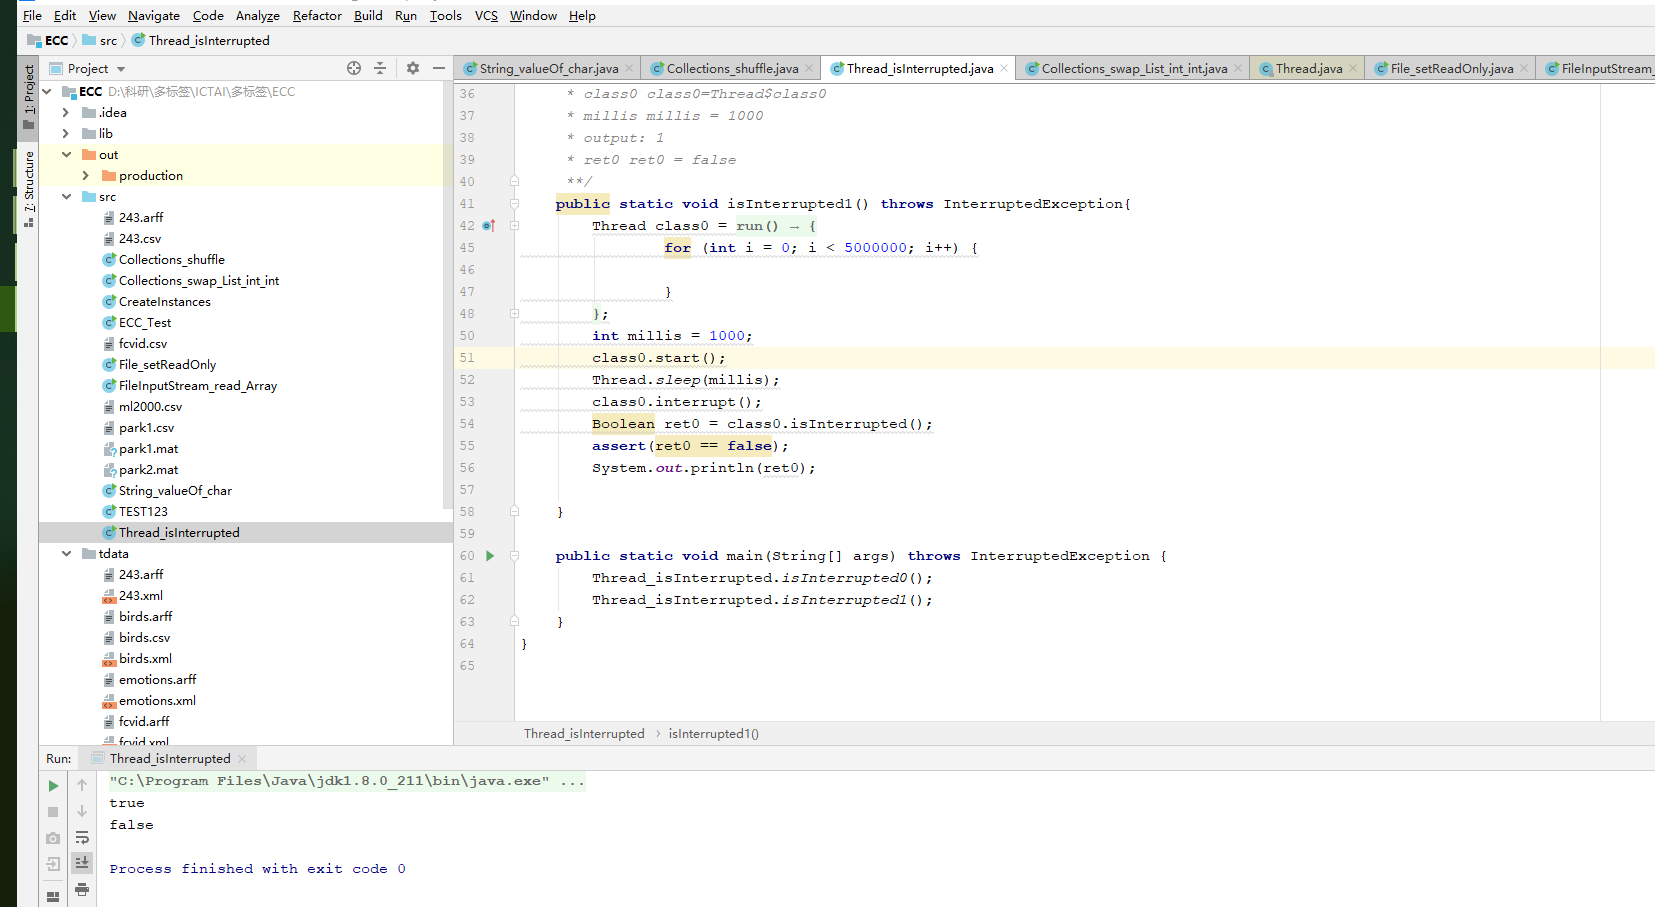 File Edit View Navigate Code Analyze Refactor Build Run Tools VCS Window Help
ECC src Thread_isInterrupted
1: Project
7: Structure
Project
ECC D:\科研\多标签\ICTAI\多标签\ECC
.idea
lib
out
production
src
243.arff
243.csv
Collections_shuffle
Collections_swap_List_int_int
CreateInstances
ECC_Test
fcvid.csv
File_setReadOnly
FileInputStream_read_Array
ml2000.csv
park1.csv
park1.mat
park2.mat
String_valueOf_char
TEST123
Thread_isInterrupted
tdata
243.arff
243.xml
birds.arff
birds.csv
birds.xml
emotions.arff
emotions.xml
fcvid.arff
fcvid.xml
String_valueOf_char.java Collections_shuffle.java Thread_isInterrupted.java Collections_swap_List_int_int.java Thread.java File_setReadOnly.java FileInputStream_
36 * class0 class0=Thread$class0
37 * millis millis = 1000
38 * output: 1
39 * ret0 ret0 = false
40 **/
41 public static void isInterrupted1() throws InterruptedException{
42 Thread class0 = run() → {
45 for (int i = 0; i < 5000000; i++) {
46
47 }
48 };
50 int millis = 1000;
51 class0.start();
52 Thread.sleep(millis);
53 class0.interrupt();
54 Boolean ret0 = class0.isInterrupted();
55 assert(ret0 == false);
56 System.out.println(ret0);
57
58 }
59
60 public static void main(String[] args) throws InterruptedException {
61 Thread_isInterrupted.isInterrupted0();
62 Thread_isInterrupted.isInterrupted1();
63 }
64 }
65
Thread_isInterrupted › isInterrupted1()
Run: Thread_isInterrupted
"C:\Program Files\Java\jdk1.8.0_211\bin\java.exe" ...
true
false
Process finished with exit code 0